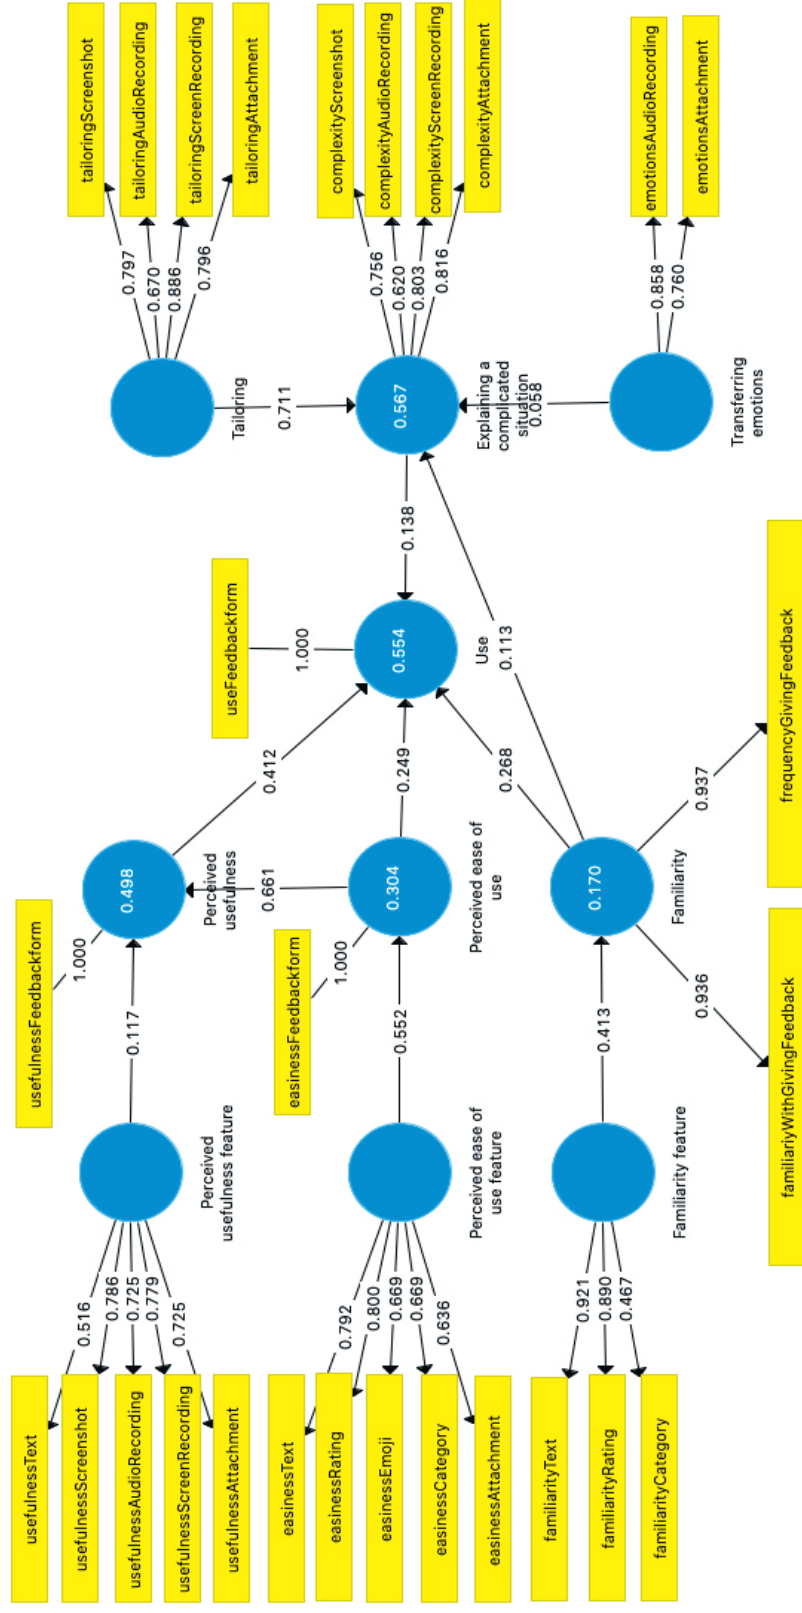 usefulnessText
usefulnessScreenshot
usefulnessAudioRecording
usefulnessScreenRecording
usefulnessAttachment
0.516
0.786
0.725
0.779
0.725
Perceived
usefulness feature
0.117
usefulnessFeedbackform
1.000
0.498
Perceived
usefulness
0.661
0.412
easinessText
easinessRating
easinessEmoji
easinessCategory
easinessAttachment
0.792
0.800
0.669
0.669
0.636
Perceived ease of
use feature
0.552
easinessFeedbackform
1.000
0.304
Perceived ease of
use
0.249
familiarityText
familiarityRating
familiarityCategory
0.921
0.890
0.467
Familiarity feature
0.413
0.170
Familiarity
0.268
0.113
0.936
0.937
familiariyWithGivingFeedback
frequencyGivingFeedback
useFeedbackform
1.000
0.554
Use
0.138
tailoringScreenshot
tailoringAudioRecording
tailoringScreenRecording
tailoringAttachment
0.797
0.670
0.886
0.796
Tailoring
0.711
complexityScreenshot
complexityAudioRecording
complexityScreenRecording
complexityAttachment
0.756
0.620
0.803
0.816
0.567
Explaining a
complicated
situation
0.058
emotionsAudioRecording
emotionsAttachment
0.858
0.760
Transferring
emotions